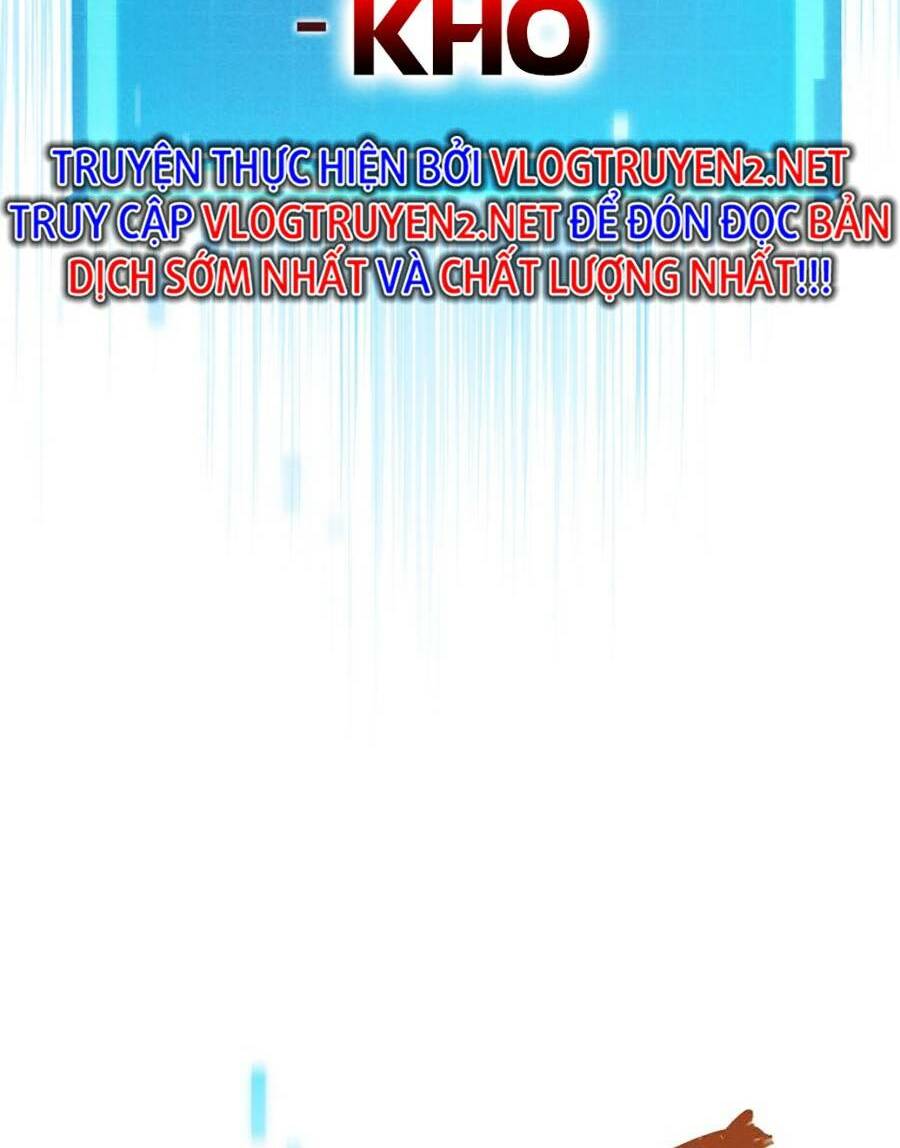 - KHO
TRUYỆN THỰC HIỆN BỞI VLOGTRUYEN2.NET
TRUY CẬP VLOGTRUYEN2.NET ĐỂ ĐÓN ĐỌC BẢN
DỊCH SỚM NHẤT VÀ CHẤT LƯỢNG NHẤT!!!